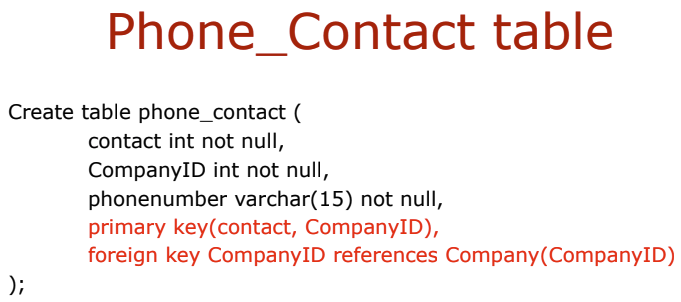 Phone_Contact table
Create table phone_contact (
contact int not null,
CompanyID int not null,
phonenumber varchar(15) not null,
primary key(contact, CompanyID),
foreign key CompanyID references Company(CompanyID)
);